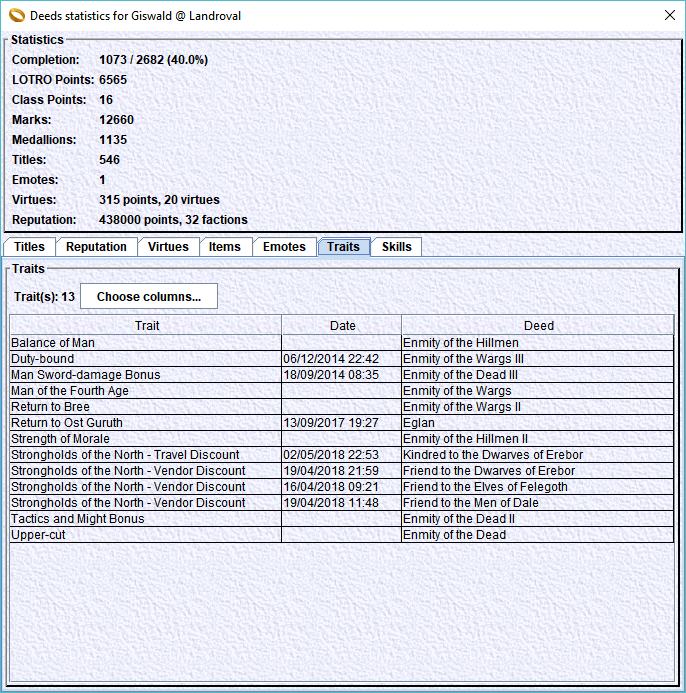 Deeds statistics for Giswald @ Landroval
Statistics
Completion: 1073 / 2682 (40.0%)
LOTRO Points: 6565
Class Points: 16
Marks: 12660
Medallions: 1135
Titles: 546
Emotes: 1
Virtues: 315 points, 20 virtues
Reputation: 438000 points, 32 factions
Titles Reputation Virtues Items Emotes Traits Skills
Traits
Trait(s): 13 Choose columns...
Trait Date Deed
Balance of Man Enmity of the Hillmen
Duty-bound 06/12/2014 22:42 Enmity of the Wargs III
Man Sword-damage Bonus 18/09/2014 08:35 Enmity of the Dead III
Man of the Fourth Age Enmity of the Wargs
Return to Bree Enmity of the Wargs II
Return to Ost Guruth 13/09/2017 19:27 Eglan
Strength of Morale Enmity of the Hillmen II
Strongholds of the North - Travel Discount 02/05/2018 22:53 Kindred to the Dwarves of Erebor
Strongholds of the North - Vendor Discount 19/04/2018 21:59 Friend to the Dwarves of Erebor
Strongholds of the North - Vendor Discount 16/04/2018 09:21 Friend to the Elves of Felegoth
Strongholds of the North - Vendor Discount 19/04/2018 11:48 Friend to the Men of Dale
Tactics and Might Bonus Enmity of the Dead II
Upper-cut Enmity of the Dead